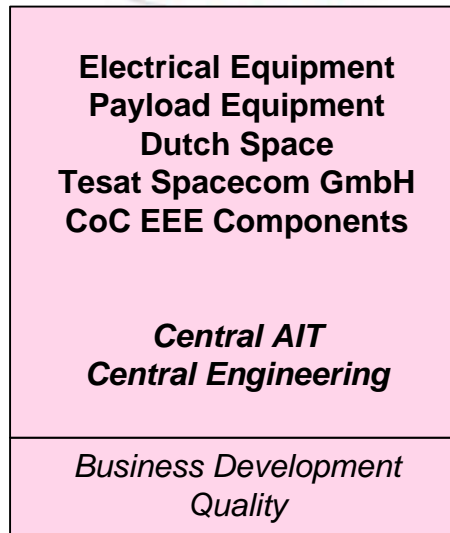 Electrical Equipment
Payload Equipment
Dutch Space
Tesat Spacecom GmbH
CoC EEE Components
Central AIT
Central Engineering
Business Development
Quality